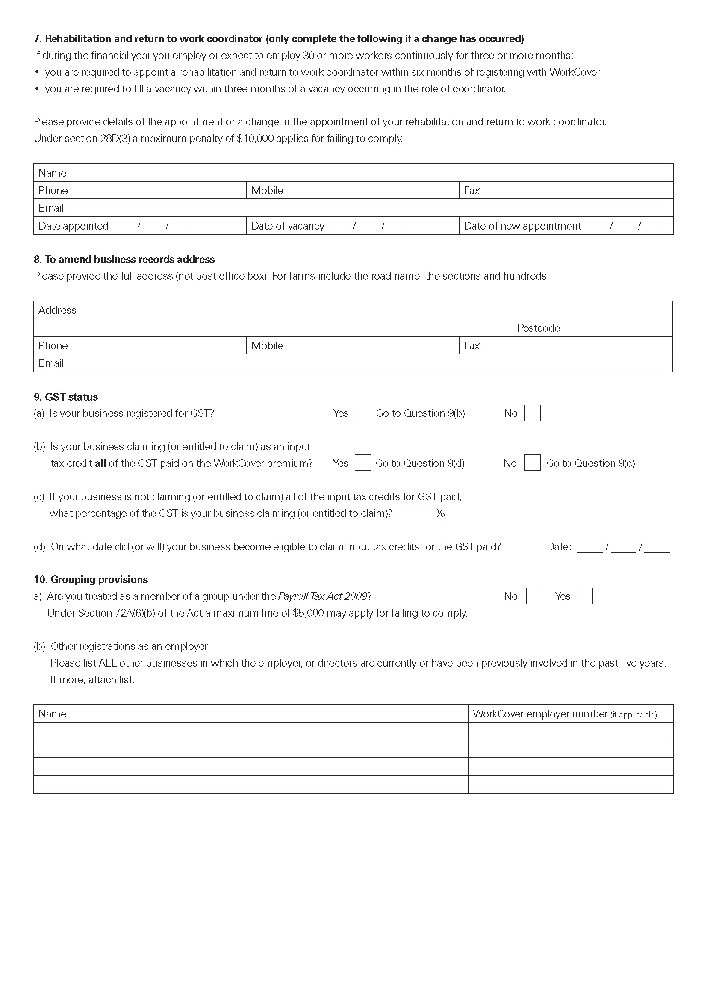 7. Rehabilitation and return to work coordinator (only complete the following if a change has occurred)
If during the financial year you employ or expect to employ 30 or more workers continuously for three or more months:
• you are required to appoint a rehabilitation and return to work coordinator within six months of registering with WorkCover
• you are required to fill a vacancy within three months of a vacancy occurring in the role of coordinator.
Please provide details of the appointment or a change in the appointment of your rehabilitation and return to work coordinator.
Under section 28D(3) a maximum penalty of $10,000 applies for failing to comply.
Name
Phone Mobile Fax
Email
Date appointed ____ / ____ / ____ Date of vacancy ____ / ____ / ____ Date of new appointment ____ / ____ / ____
8. To amend business records address
Please provide the full address (not post office box). For farms include the road name, the sections and hundreds.
Address
Postcode
Phone Mobile Fax
Email
9. GST status
(a) Is your business registered for GST? Yes Go to Question 9(b) No
(b) Is your business claiming (or entitled to claim) as an input
tax credit all of the GST paid on the WorkCover premium? Yes Go to Question 9(d) No Go to Question 9(c)
(c) If your business is not claiming (or entitled to claim) all of the input tax credits for GST paid,
what percentage of the GST is your business claiming (or entitled to claim)? %
(d) On what date did (or will) your business become eligible to claim input tax credits for the GST paid? Date: ____ / ____ / ____
10. Grouping provisions
a) Are you treated as a member of a group under the Payroll Tax Act 2009? No Yes
Under Section 72A(6)(b) of the Act a maximum fine of $5,000 may apply for failing to comply.
(b) Other registrations as an employer
Please list ALL other businesses in which the employer, or directors are currently or have been previously involved in the past five years.
If more, attach list.
Name WorkCover employer number (if applicable)